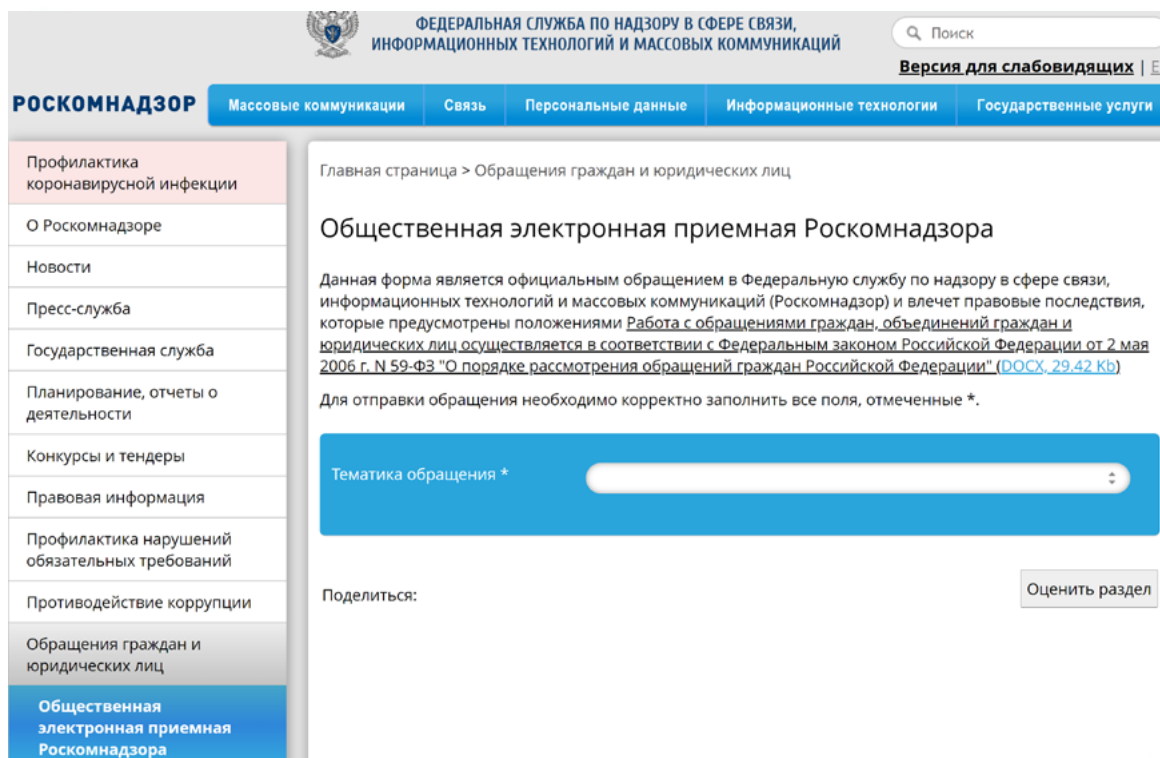 ФЕДЕРАЛЬНАЯ СЛУЖБА ПО НАДЗОРУ В СФЕРЕ СВЯЗИ,
ИНФОРМАЦИОННЫХ ТЕХНОЛОГИЙ И МАССОВЫХ КОММУНИКАЦИЙ
Поиск
Версия для слабовидящих | E
РОСКОМНАДЗОР
Массовые коммуникации
Связь
Персональные данные
Информационные технологии
Государственные услуги
Профилактика
коронавирусной инфекции
О Роскомнадзоре
Новости
Пресс-служба
Государственная служба
Планирование, отчеты о
деятельности
Конкурсы и тендеры
Правовая информация
Профилактика нарушений
обязательных требований
Противодействие коррупции
Обращения граждан и
юридических лиц
Общественная
электронная приемная
Роскомнадзора
Главная страница > Обращения граждан и юридических лиц
Общественная электронная приемная Роскомнадзора
Данная форма является официальным обращением в Федеральную службу по надзору в сфере связи,
информационных технологий и массовых коммуникаций (Роскомнадзор) и влечет правовые последствия,
которые предусмотрены положениями Работа с обращениями граждан, объединений граждан и
юридических лиц осуществляется в соответствии с Федеральным законом Российской Федерации от 2 мая
2006 г. N 59-ФЗ "О порядке рассмотрения обращений граждан Российской Федерации" (DOCX, 29.42 Kb)
Для отправки обращения необходимо корректно заполнить все поля, отмеченные *.
Тематика обращения *
Поделиться:
Оценить раздел